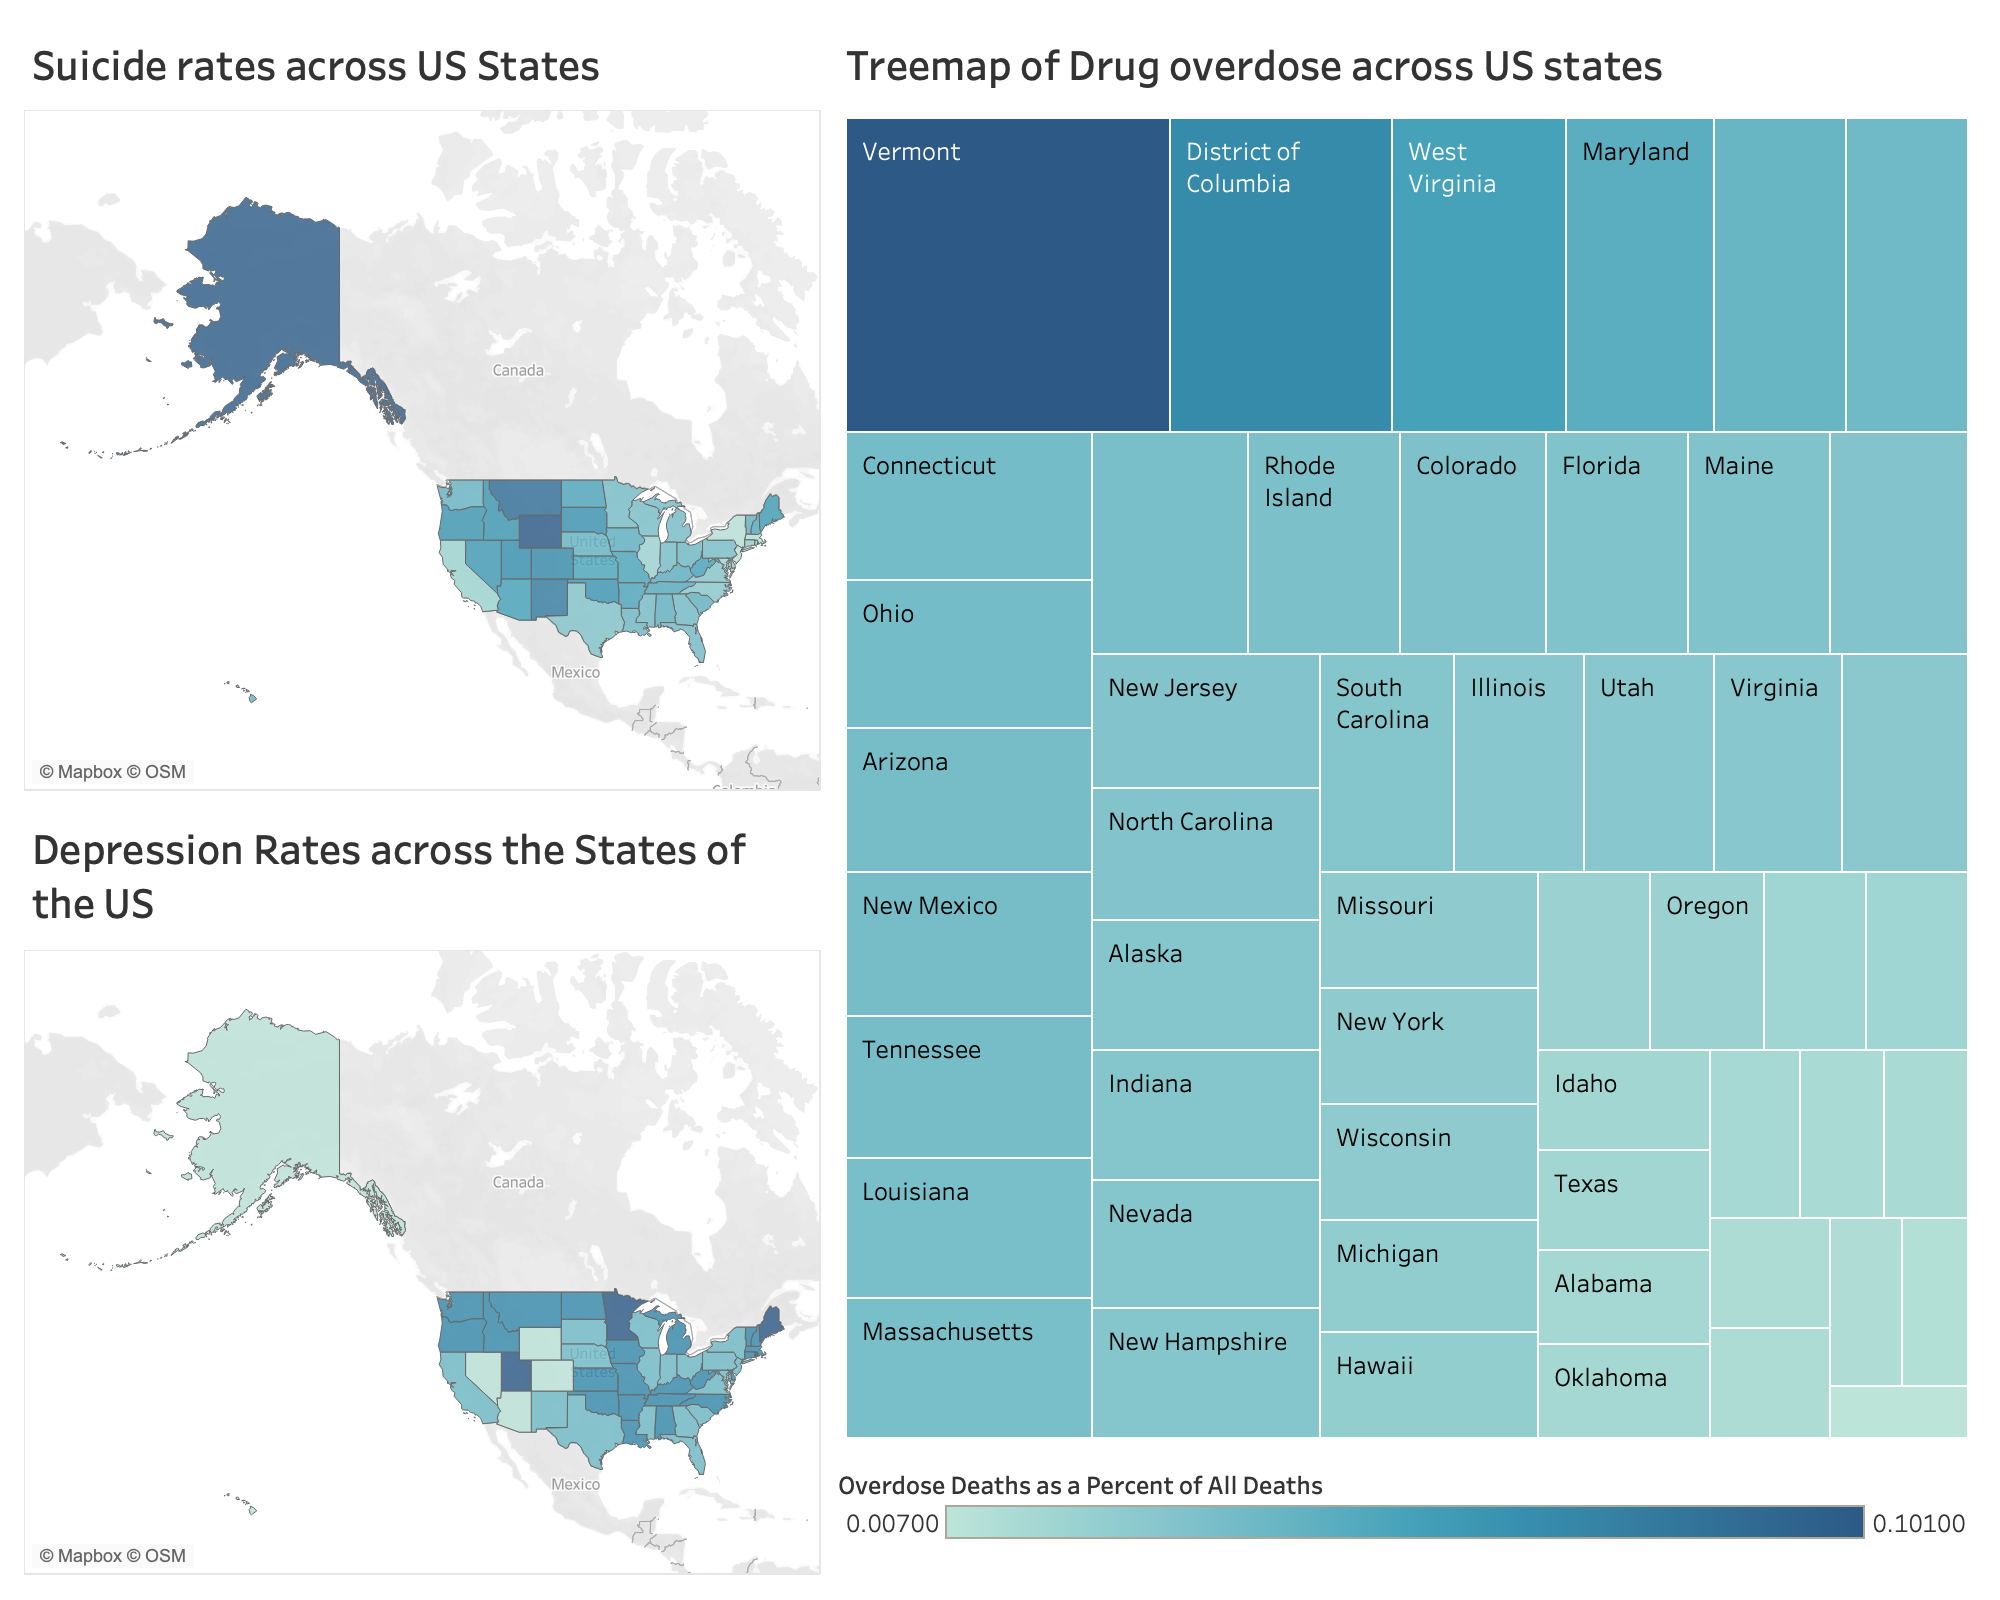 Suicide rates across US States
Canada
United
States
Mexico
© Mapbox © OSM
Depression Rates across the States of
the US
Canada
United
States
Mexico
© Mapbox © OSM
Treemap of Drug overdose across US states
Vermont
District of
Columbia
West
Virginia
Maryland
Connecticut
Rhode
Island
Colorado
Florida
Maine
Ohio
New Jersey
South
Carolina
Illinois
Utah
Virginia
Arizona
North Carolina
New Mexico
Missouri
Oregon
Alaska
New York
Tennessee
Indiana
Idaho
Wisconsin
Texas
Louisiana
Nevada
Michigan
Alabama
Massachusetts
New Hampshire
Hawaii
Oklahoma
Overdose Deaths as a Percent of All Deaths
0.00700
0.10100